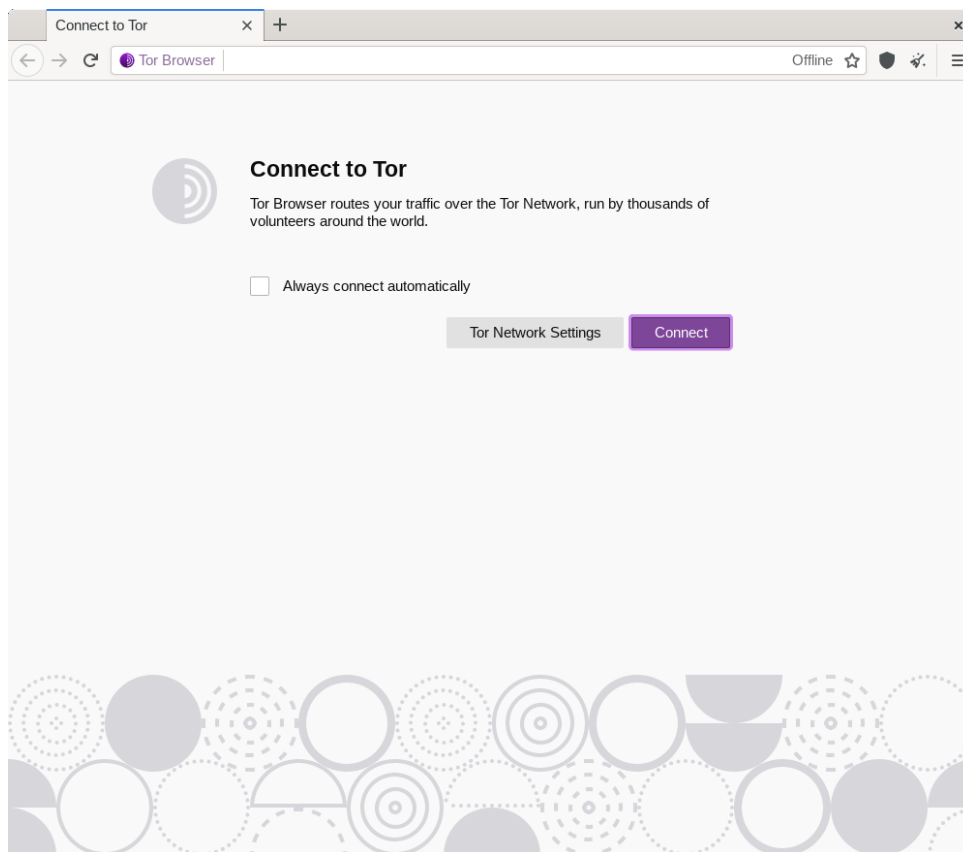 Connect to Tor
Tor Browser
Offline
Connect to Tor
Tor Browser routes your traffic over the Tor Network, run by thousands of
volunteers around the world.
Always connect automatically
Tor Network Settings
Connect